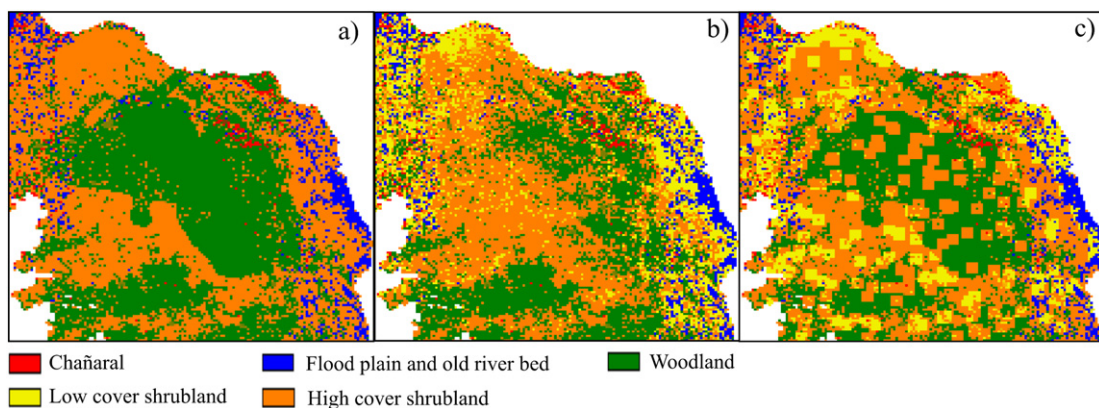 a) b) c)
Chañaral Flood plain and old river bed Woodland
Low cover shrubland High cover shrubland